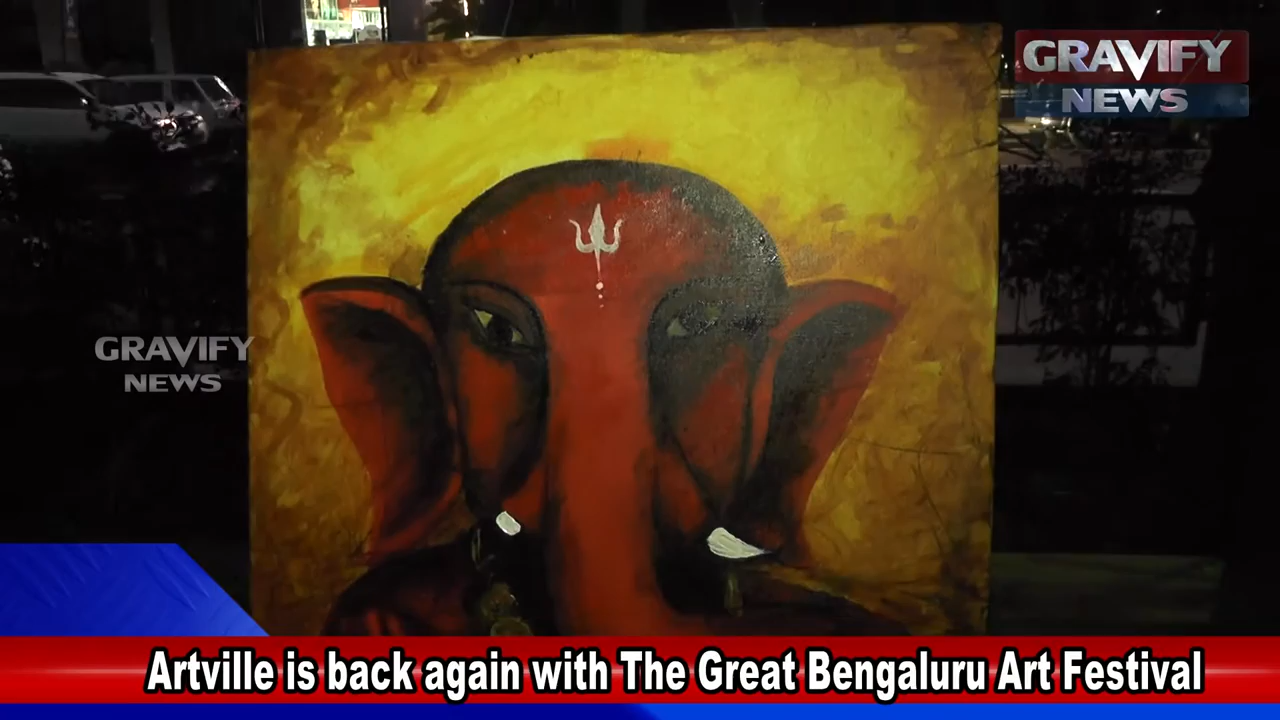 GRAVIFY
NEWS
GRAVIFY
NEWS
Artville is back again with The Great Bengaluru Art Festival